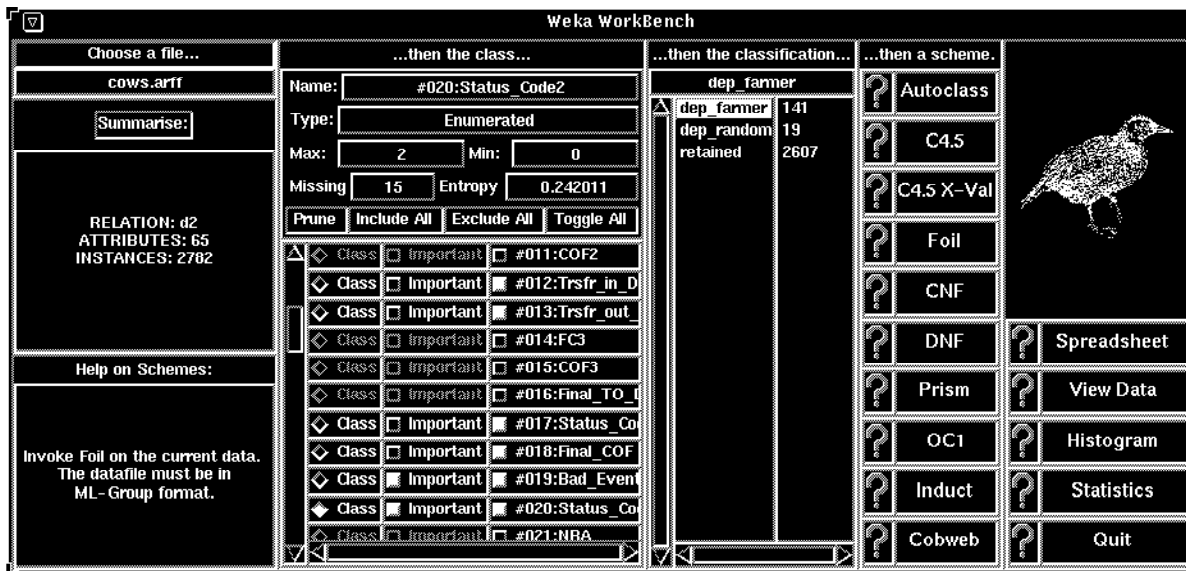 Weka WorkBench
Choose a file...
cows.arff
Summarise:
RELATION: d2
ATTRIBUTES: 65
INSTANCES: 2782
Help on Schemes:
Invoke Foil on the current data.
The datafile must be in
ML-Group format.
...then the class...
Name: #020:Status_Code2
Type: Enumerated
Max: 2 Min: 0
Missing 15 Entropy 0.242011
Prune Include All Exclude All Toggle All
Class Important #011:COF2
Class Important #012:Trsfr_in_D
Class Important #013:Trsfr_out_
Class Important #014:FC3
Class Important #015:COF3
Class Important #016:Final_TO_
Class Important #017:Status_Co
Class Important #018:Final_COF
Class Important #019:Bad_Event
Class Important #020:Status_Co
Class Important #021:NBA
...then the classification...
dep_farmer
dep_farmer 141
dep_random 19
retained 2607
...then a scheme.
? Autoclass
? C4.5
? C4.5 X-Val
? Foil
? CNF
? DNF
? Prism
? OC1
? Induct
? Cobweb
? Spreadsheet
? View Data
? Histogram
? Statistics
? Quit